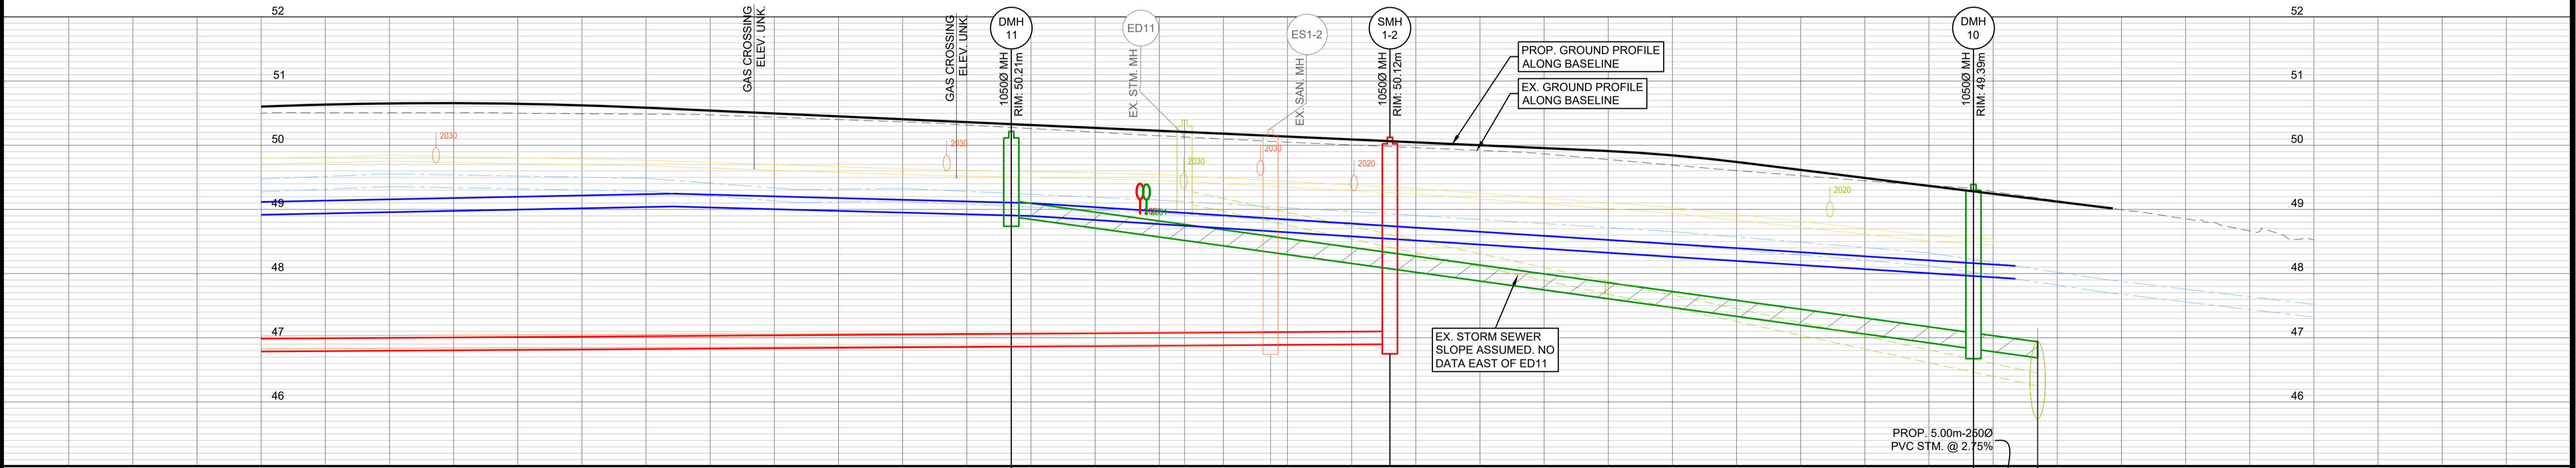 52
52
GAS CROSSING
ELEV. UNK.
GAS CROSSING
ELEV. UNK.
DMH
11
1050Ø MH
RIM: 50.21m
ED11
EX. STM. MH
ES1-2
EX. SAN. MH
SMH
1-2
1050Ø MH
RIM: 50.12m
PROP. GROUND PROFILE
ALONG BASELINE
EX. GROUND PROFILE
ALONG BASELINE
DMH
10
1050Ø MH
RIM: 49.39m
51
51
50
50
2030
2030
2030
2030
2020
2020
49
49
48
48
47
47
EX. STORM SEWER
SLOPE ASSUMED. NO
DATA EAST OF ED11
46
46
PROP. 5.00m-250Ø
PVC STM. @ 2.75%